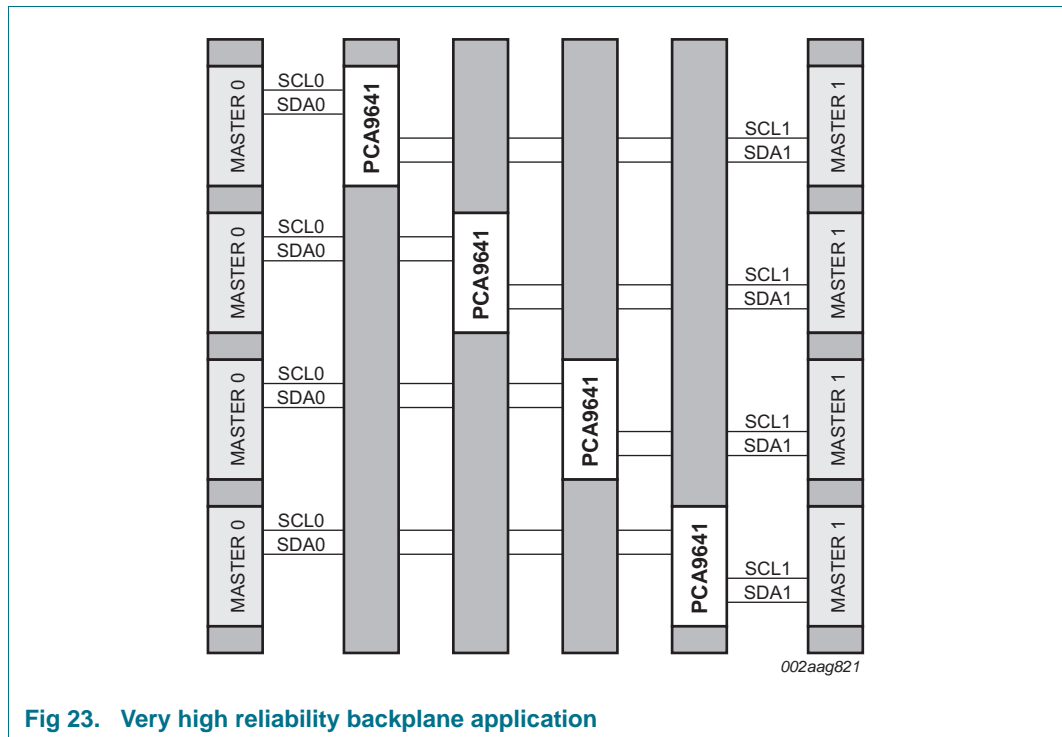 MASTER 0
SCL0
SDA0
PCA9641
SCL1
SDA1
MASTER 1
MASTER 0
SCL0
SDA0
PCA9641
SCL1
SDA1
MASTER 1
MASTER 0
SCL0
SDA0
PCA9641
SCL1
SDA1
MASTER 1
MASTER 0
SCL0
SDA0
PCA9641
SCL1
SDA1
MASTER 1
002aag821
Fig 23. Very high reliability backplane application